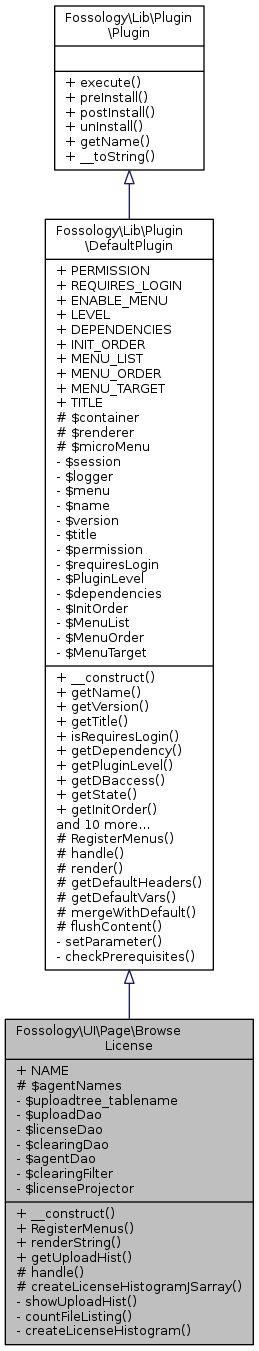 Fossology\Lib\Plugin
\Plugin
+ execute()
+ preInstall()
+ postInstall()
+ unInstall()
+ getName()
+ __toString()
Fossology\Lib\Plugin
\DefaultPlugin
+ PERMISSION
+ REQUIRES_LOGIN
+ ENABLE_MENU
+ LEVEL
+ DEPENDENCIES
+ INIT_ORDER
+ MENU_LIST
+ MENU_ORDER
+ MENU_TARGET
+ TITLE
# $container
# $renderer
# $microMenu
- $session
- $logger
- $menu
- $name
- $version
- $title
- $permission
- $requiresLogin
- $PluginLevel
- $dependencies
- $InitOrder
- $MenuList
- $MenuOrder
- $MenuTarget
+ __construct()
+ getName()
+ getVersion()
+ getTitle()
+ isRequiresLogin()
+ getDependency()
+ getPluginLevel()
+ getDBaccess()
+ getState()
+ getInitOrder()
and 10 more...
# RegisterMenus()
# handle()
# render()
# getDefaultHeaders()
# getDefaultVars()
# mergeWithDefault()
# flushContent()
- setParameter()
- checkPrerequisites()
Fossology\UI\Page\Browse
License
+ NAME
# $agentNames
- $uploadtree_tablename
- $uploadDao
- $licenseDao
- $clearingDao
- $agentDao
- $clearingFilter
- $licenseProjector
+ __construct()
+ RegisterMenus()
+ renderString()
+ getUploadHist()
# handle()
# createLicenseHistogramJSarray()
- showUploadHist()
- countFileListing()
- createLicenseHistogram()